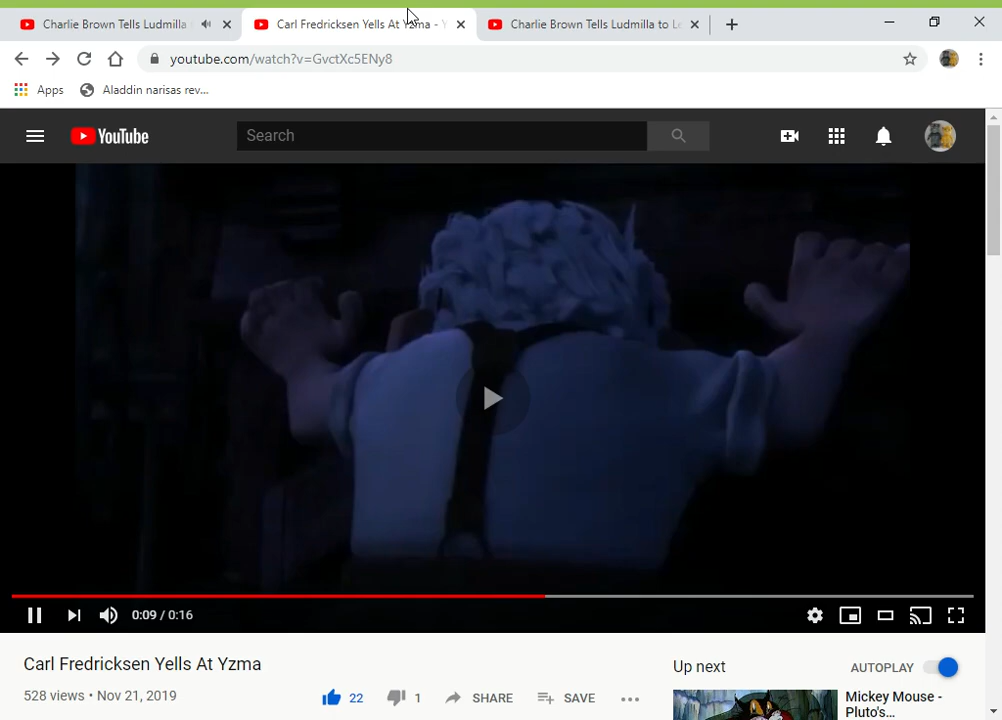 Charlie Brown Tells Ludmilla
Carl Fredricksen Yells At Yzma - Y
Charlie Brown Tells Ludmilla to Le
youtube.com/watch?v=GvctXc5ENy8
Apps
Aladdin narisas rev...
YouTube
Search
0:09 / 0:16
Carl Fredricksen Yells At Yzma
528 views • Nov 21, 2019
22
1
SHARE
SAVE
Up next
AUTOPLAY
Mickey Mouse -
Pluto's...